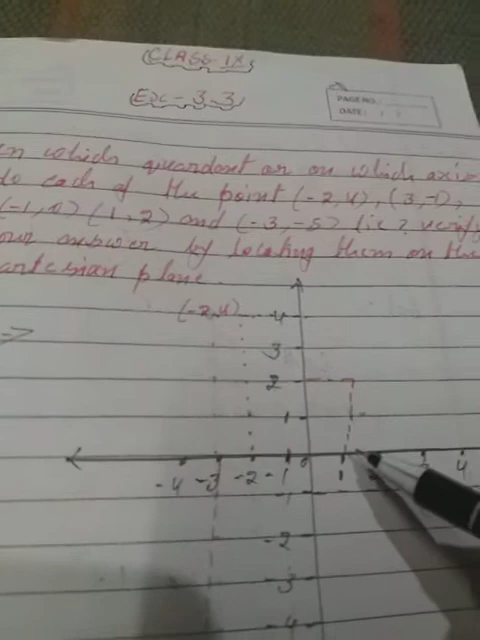 CLASS-IX
Exc-3.3
PAGE NO.:
DATE: / /
In which quardant or on which axis
do each of the point (-2,4), (3,-1),
(-1,0) (1,2) and (-3,-5) lie? verify
your answer by locating them on the
cartesian plane.
(-2,4)
4
=>
3
2
1
-4 -3 -2 -1 0 1 2 3 4
-1
-2
-3
-4